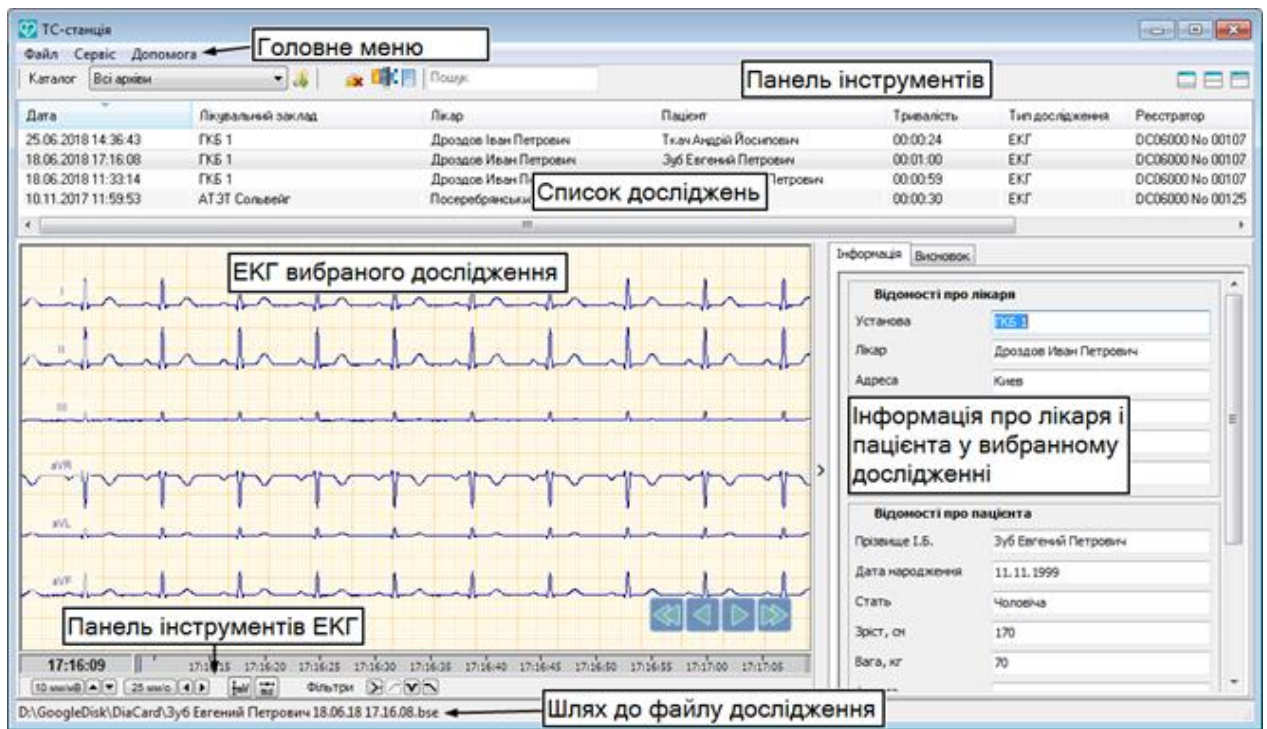 ТС-станція
Файл Сервіс Допомога
Головне меню
Каталог Всі архіви Пошук
Панель інструментів
Дата Лікувальний заклад Лікар Пацієнт Тривалість Тип дослідження Реєстратор
25.06.2018 14:36:43 ГКБ 1 Дроздов Іван Петрович Ткач Андрій Йосипович 00:00:24 ЕКГ DC06000 No 00107
18.06.2018 17:16:08 ГКБ 1 Дроздов Иван Петрович Зуб Евгений Петрович 00:01:00 ЕКГ DC06000 No 00107
18.06.2018 11:33:14 ГКБ 1 Дроздов Иван Петрович 00:00:59 ЕКГ DC06000 No 00107
Список досліджень
10.11.2017 11:59:53 АТЗТ Сольвейг 00:00:30 ЕКГ DC06000 No 00125
ЕКГ вибраного дослідження
Інформація Висновок
I
II
III
aVR
aVL
aVF
Відомості про лікаря
Установа ГКБ 1
Лікар Дроздов Иван Петрович
Адреса Киев
Інформація про лікаря і
пацієнта у вибранному
дослідженні
Відомості про пацієнта
Прізвище І.Б. Зуб Евгений Петрович
Дата народження 11.11.1999
Стать Чоловіча
Зріст, см 170
Вага, кг 70
Панель інструментів ЕКГ
17:16:09 17:16:15 17:16:20 17:16:25 17:16:30 17:16:35 17:16:40 17:16:45 17:16:50 17:16:55 17:17:00 17:17:05
10 мм/мВ 25 мм/с Фільтри
D:\GoogleDisk\DiaCard\Зуб Евгений Петрович 18.06.18 17.16.08.bse
Шлях до файлу дослідження